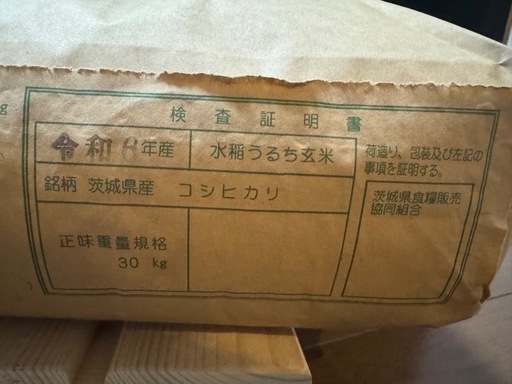 検査証明書
令和6年産
水稲うるち玄米
荷造り、包装及び左記の
事項を証明する。
銘柄 茨城県産 コシヒカリ
茨城県食糧販売
協同組合
正味重量規格
30 kg